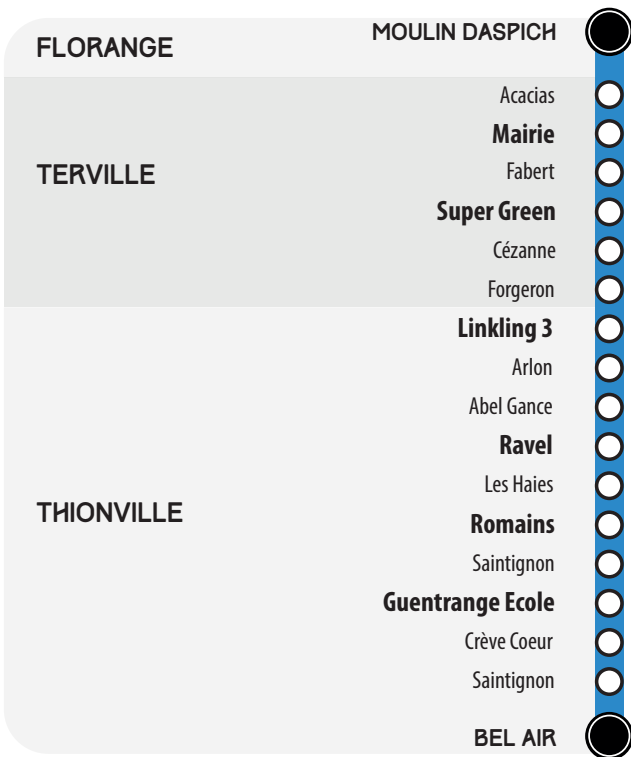 FLORANGE
MOULIN DASPICH
TERVILLE
Acacias
Mairie
Fabert
Super Green
Cézanne
Forgeron
THIONVILLE
Linkling 3
Arlon
Abel Gance
Ravel
Les Haies
Romains
Saintignon
Guentrange Ecole
Crève Coeur
Saintignon
BEL AIR